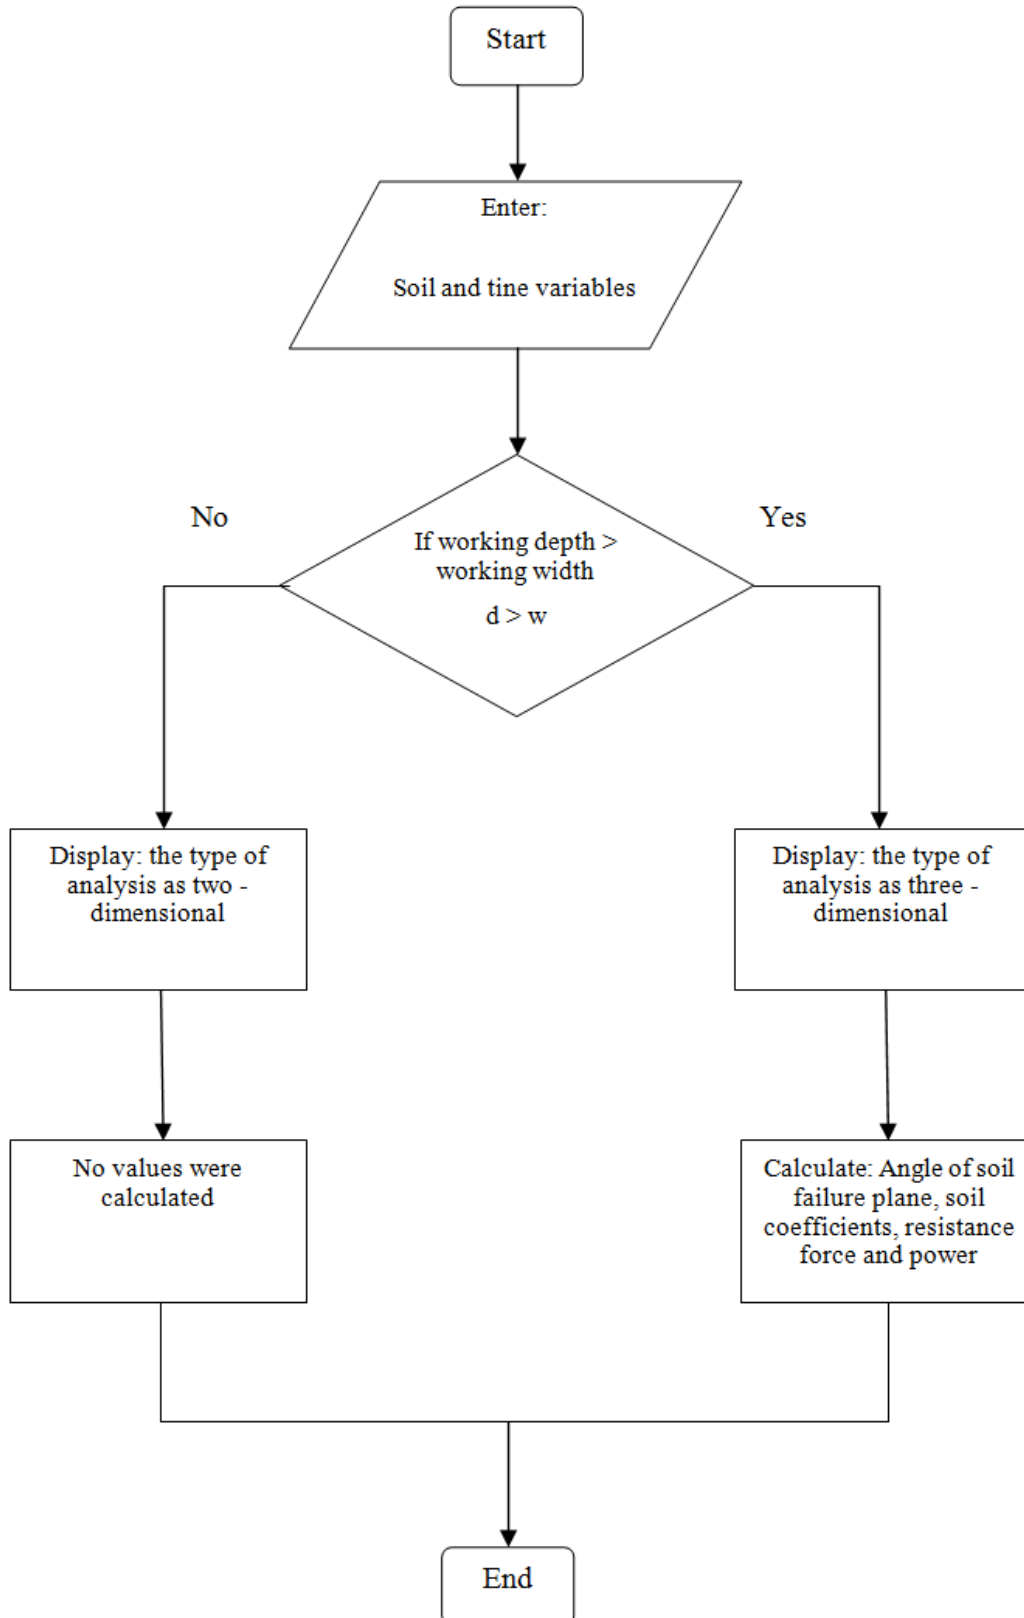 Start
Enter:
Soil and tine variables
No
Yes
If working depth >
working width
d > w
Display: the type of
analysis as two -
dimensional
Display: the type of
analysis as three -
dimensional
No values were
calculated
Calculate: Angle of soil
failure plane, soil
coefficients, resistance
force and power
End